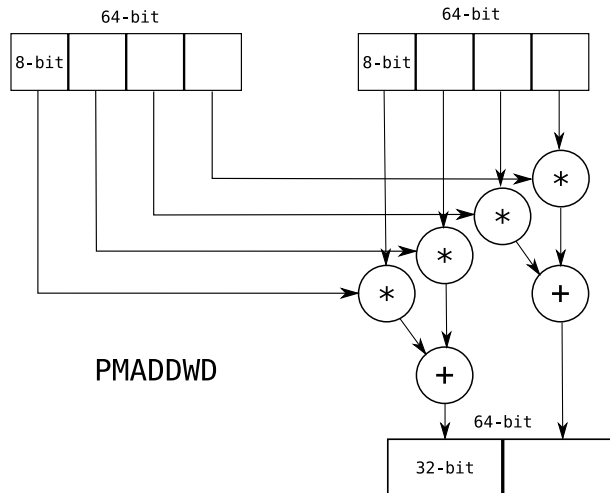 64-bit 64-bit
8-bit 8-bit
*
*
*
* +
PMADDWD +
64-bit
32-bit